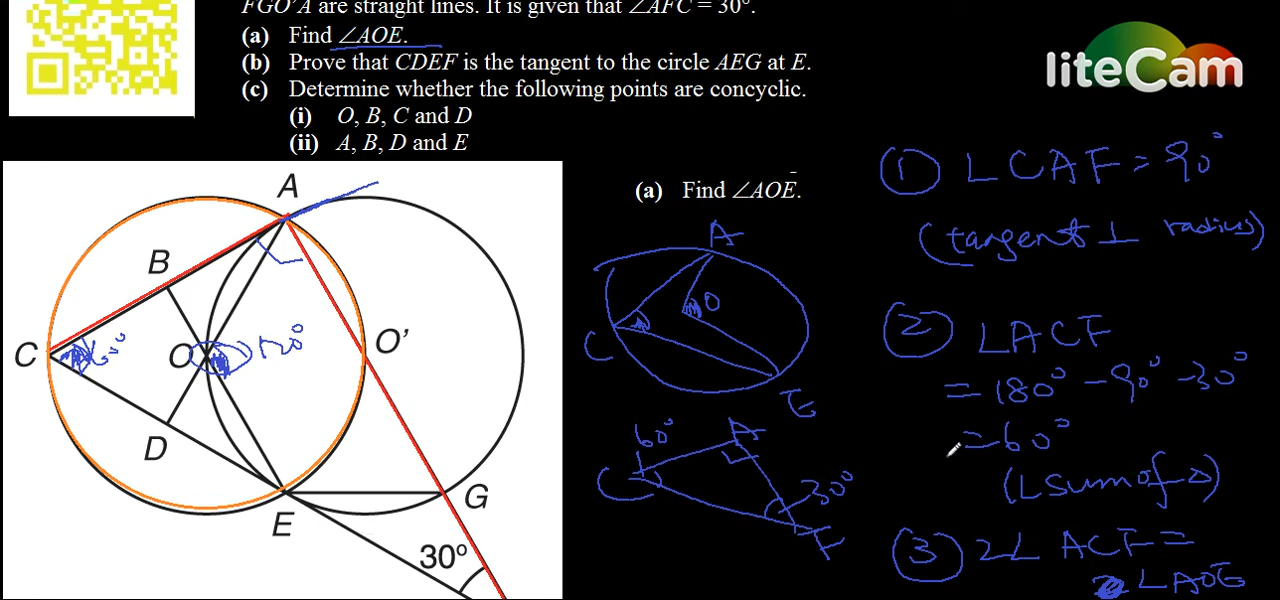 FGO'A are straight lines. It is given that ∠AFC = 30°.
(a) Find ∠AOE.
(b) Prove that CDEF is the tangent to the circle AEG at E.
(c) Determine whether the following points are concyclic.
(i) O, B, C and D
(ii) A, B, D and E
liteCam
A
B
C
O
O'
D
E
G
30º
60°
120°
(a) Find ∠AOE.
A
O
C
E
60°
A
C
30°
F
① ∠CAF = 90°
(tangent ⊥ radius)
② ∠ACF
= 180° - 90° - 30°
= 60°
(∠ sum of △)
③ 2∠ ACF =
∠AOE